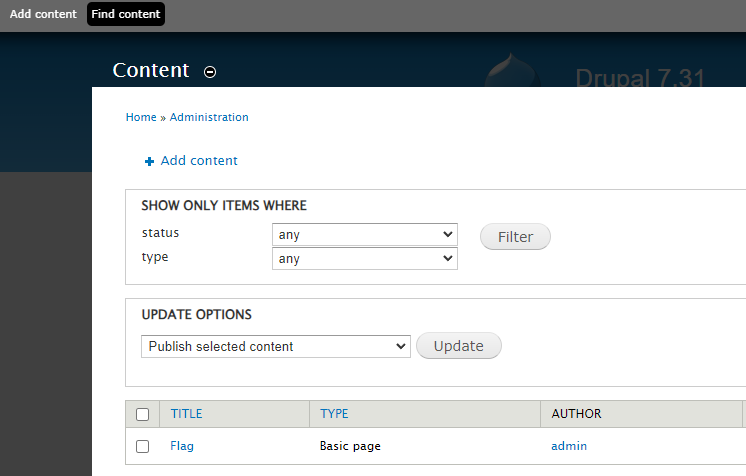 Add content Find content
Content
Drupal 7.31
Home » Administration
Add content
SHOW ONLY ITEMS WHERE
status any Filter
type any
UPDATE OPTIONS
Publish selected content Update
TITLE TYPE AUTHOR
Flag Basic page admin